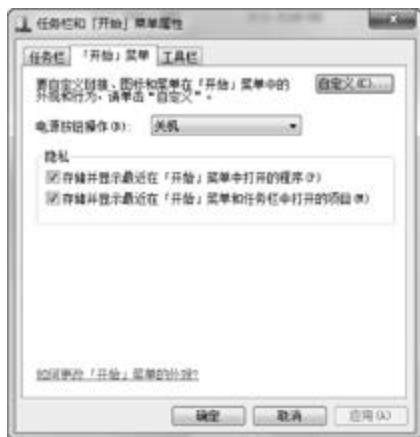 任务栏和「开始」菜单属性
任务栏 「开始」菜单 工具栏
要自定义链接、图标和菜单在「开始」菜单中的 自定义(C)...
外观和行为，请单击“自定义”。
电源按钮操作(B): 关机
隐私
存储并显示最近在「开始」菜单中打开的程序(P)
存储并显示最近在「开始」菜单和任务栏中打开的项目(M)
如何更改「开始」菜单的外观?
确定 取消 应用(A)